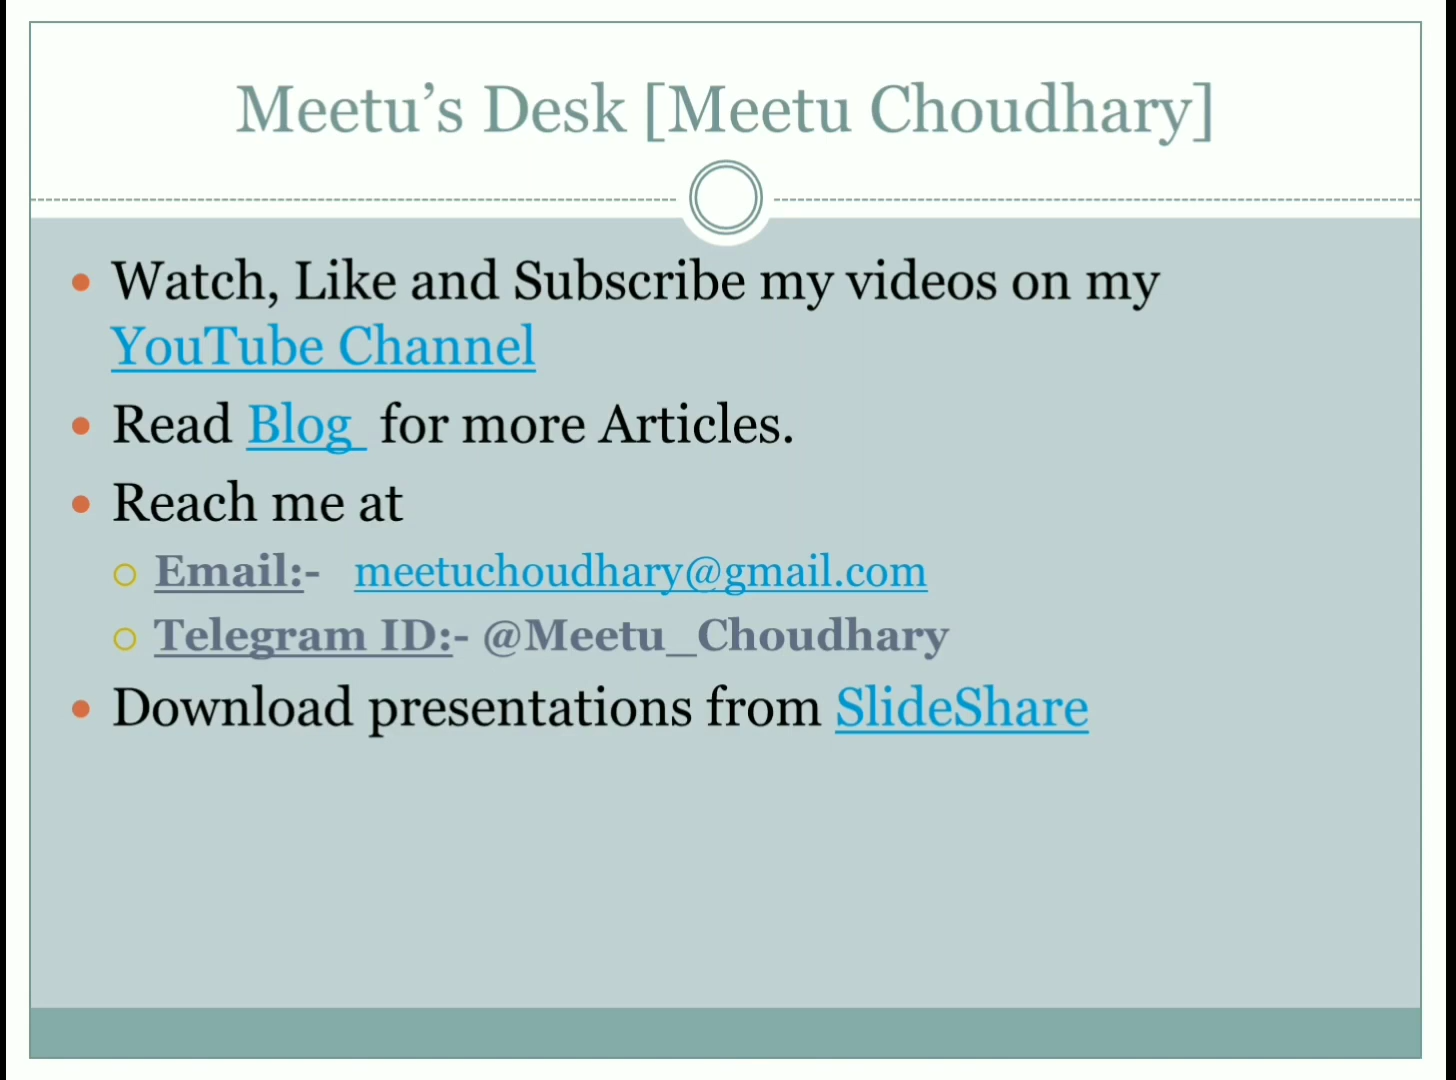 Meetu’s Desk [Meetu Choudhary]
Watch, Like and Subscribe my videos on my
YouTube Channel
Read Blog for more Articles.
Reach me at
Email:- meetuchoudhary@gmail.com
Telegram ID:- @Meetu_Choudhary
Download presentations from SlideShare